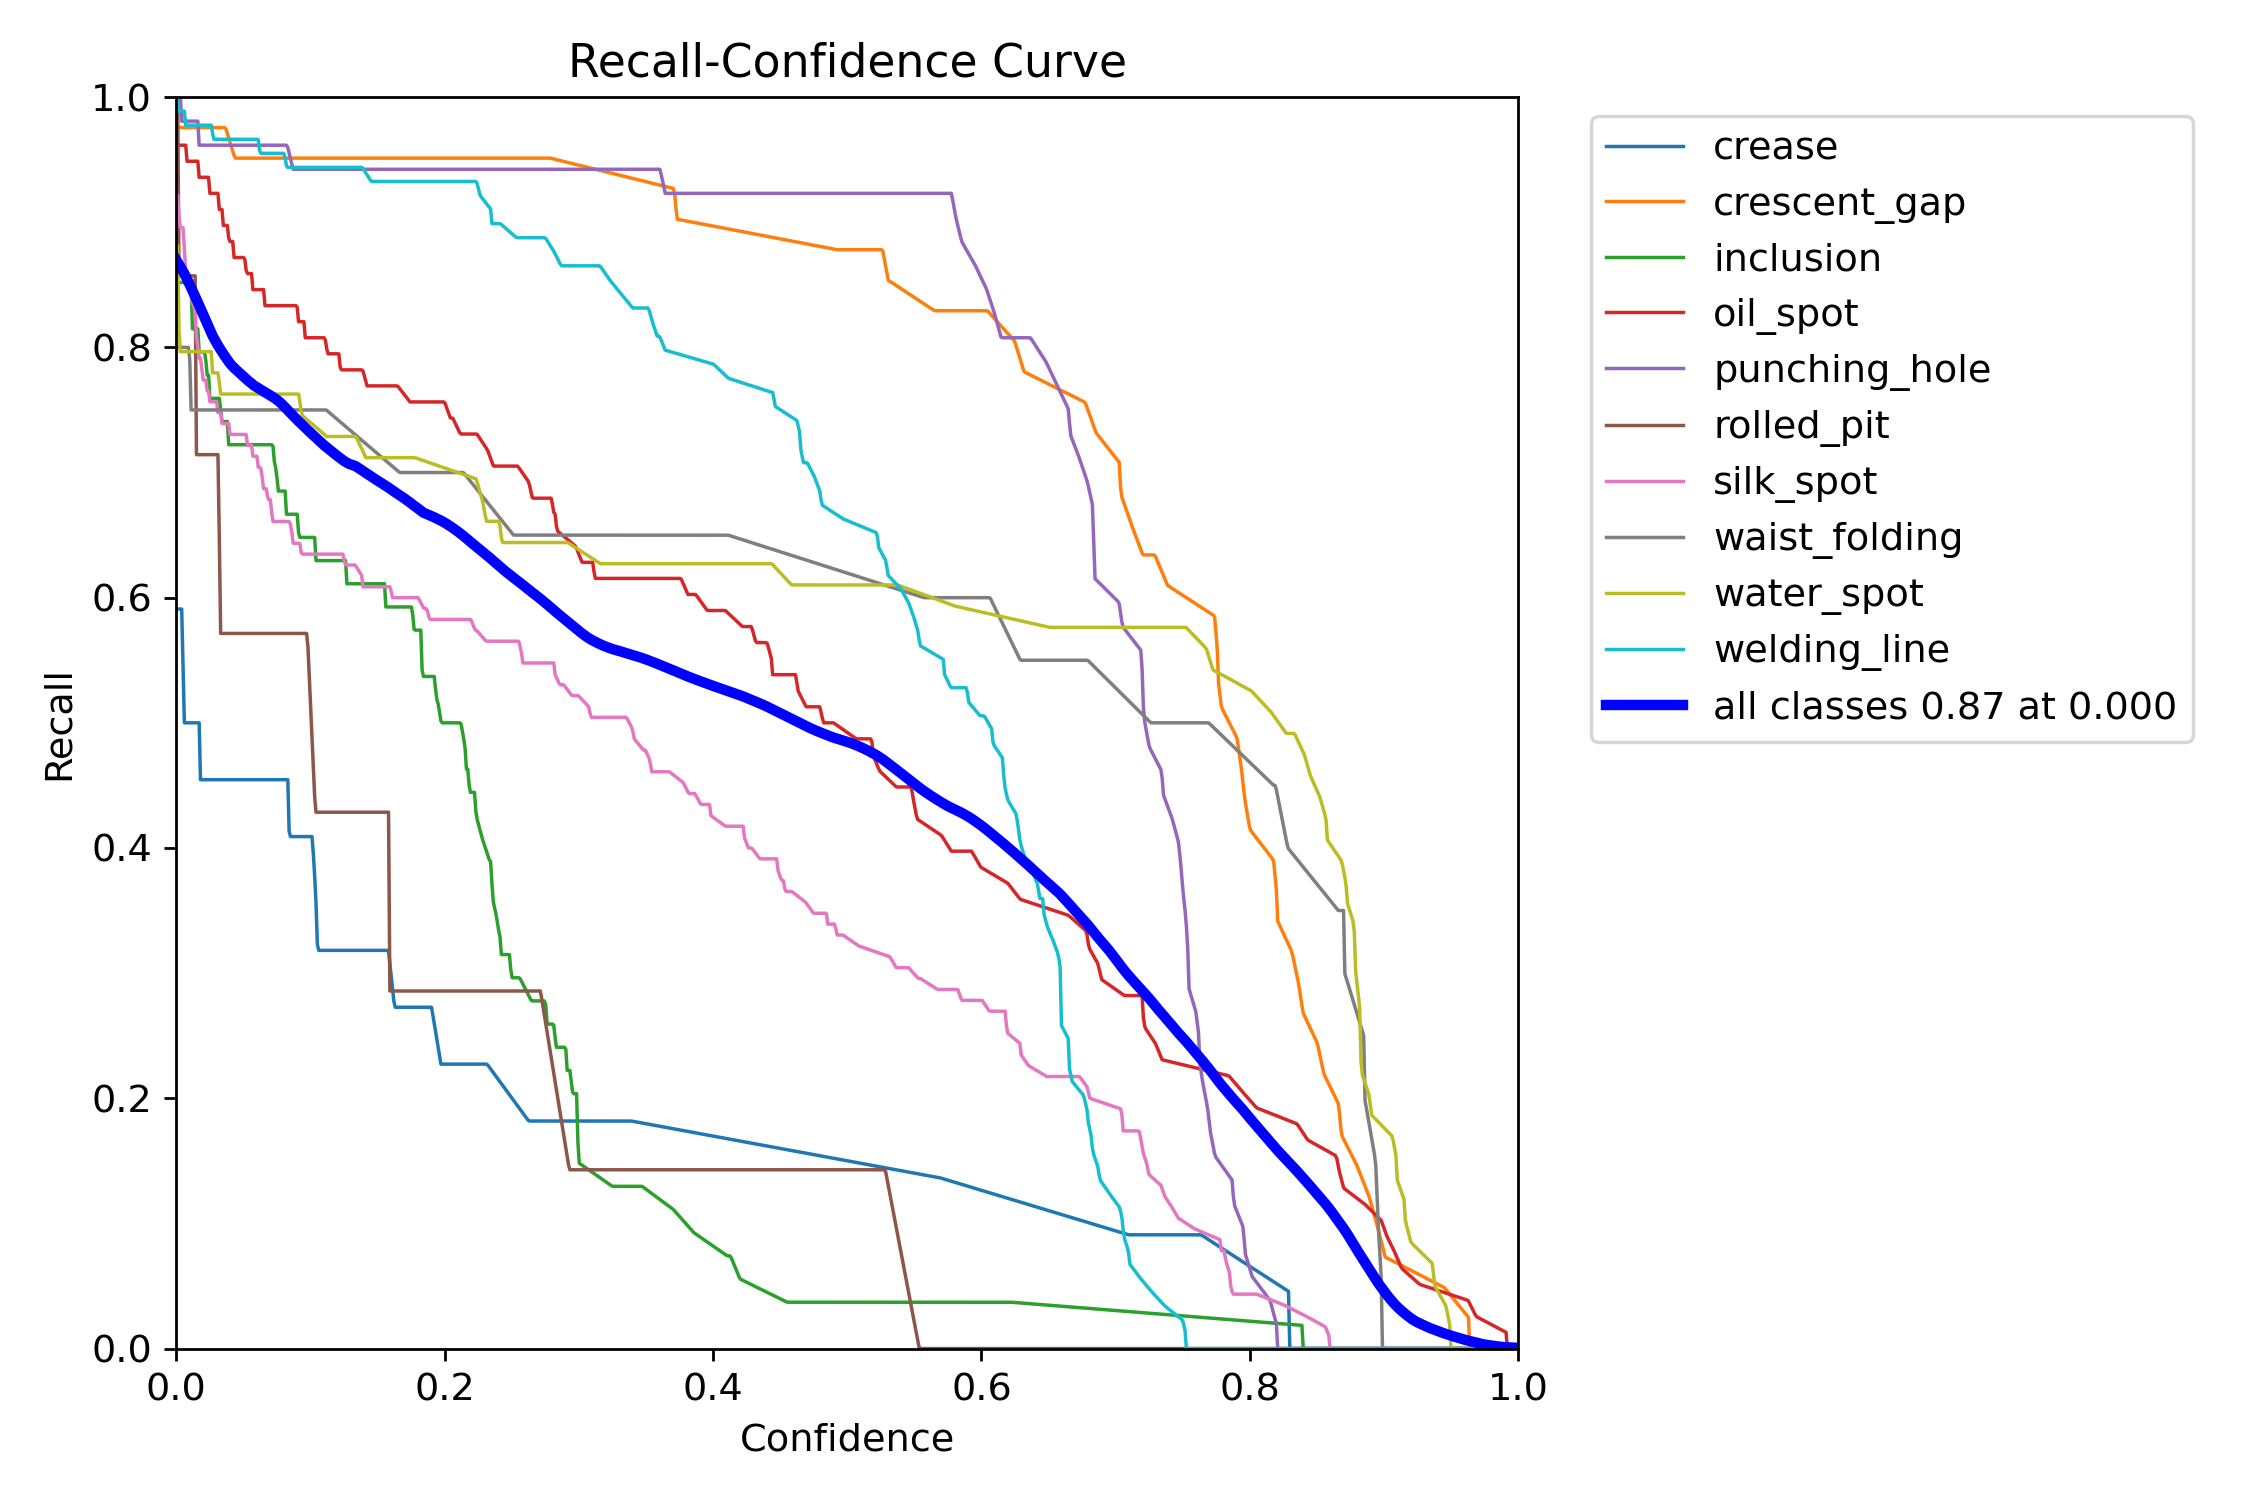 Recall-Confidence Curve
1.0
0.8
0.6
0.4
0.2
0.0
Recall
0.0 0.2 0.4 0.6 0.8 1.0
Confidence
crease
crescent_gap
inclusion
oil_spot
punching_hole
rolled_pit
silk_spot
waist_folding
water_spot
welding_line
all classes 0.87 at 0.000